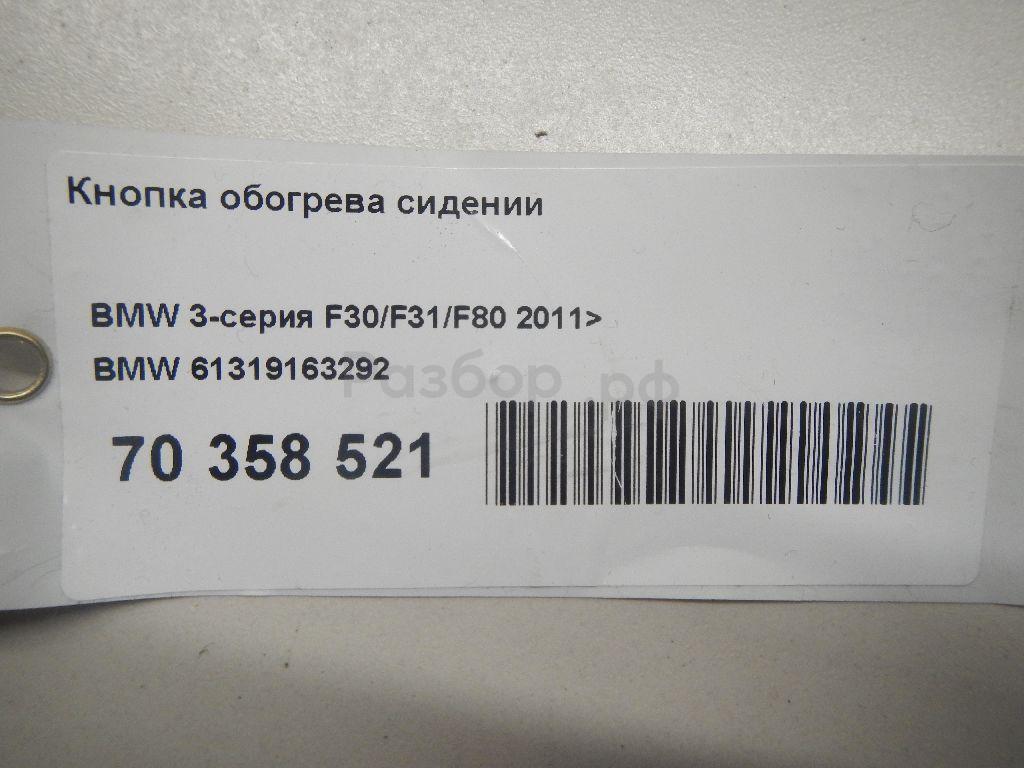 Кнопка обогрева сидении
BMW 3-серия F30/F31/F80 2011>
BMW 61319163292
Разбор.рф
70 358 521